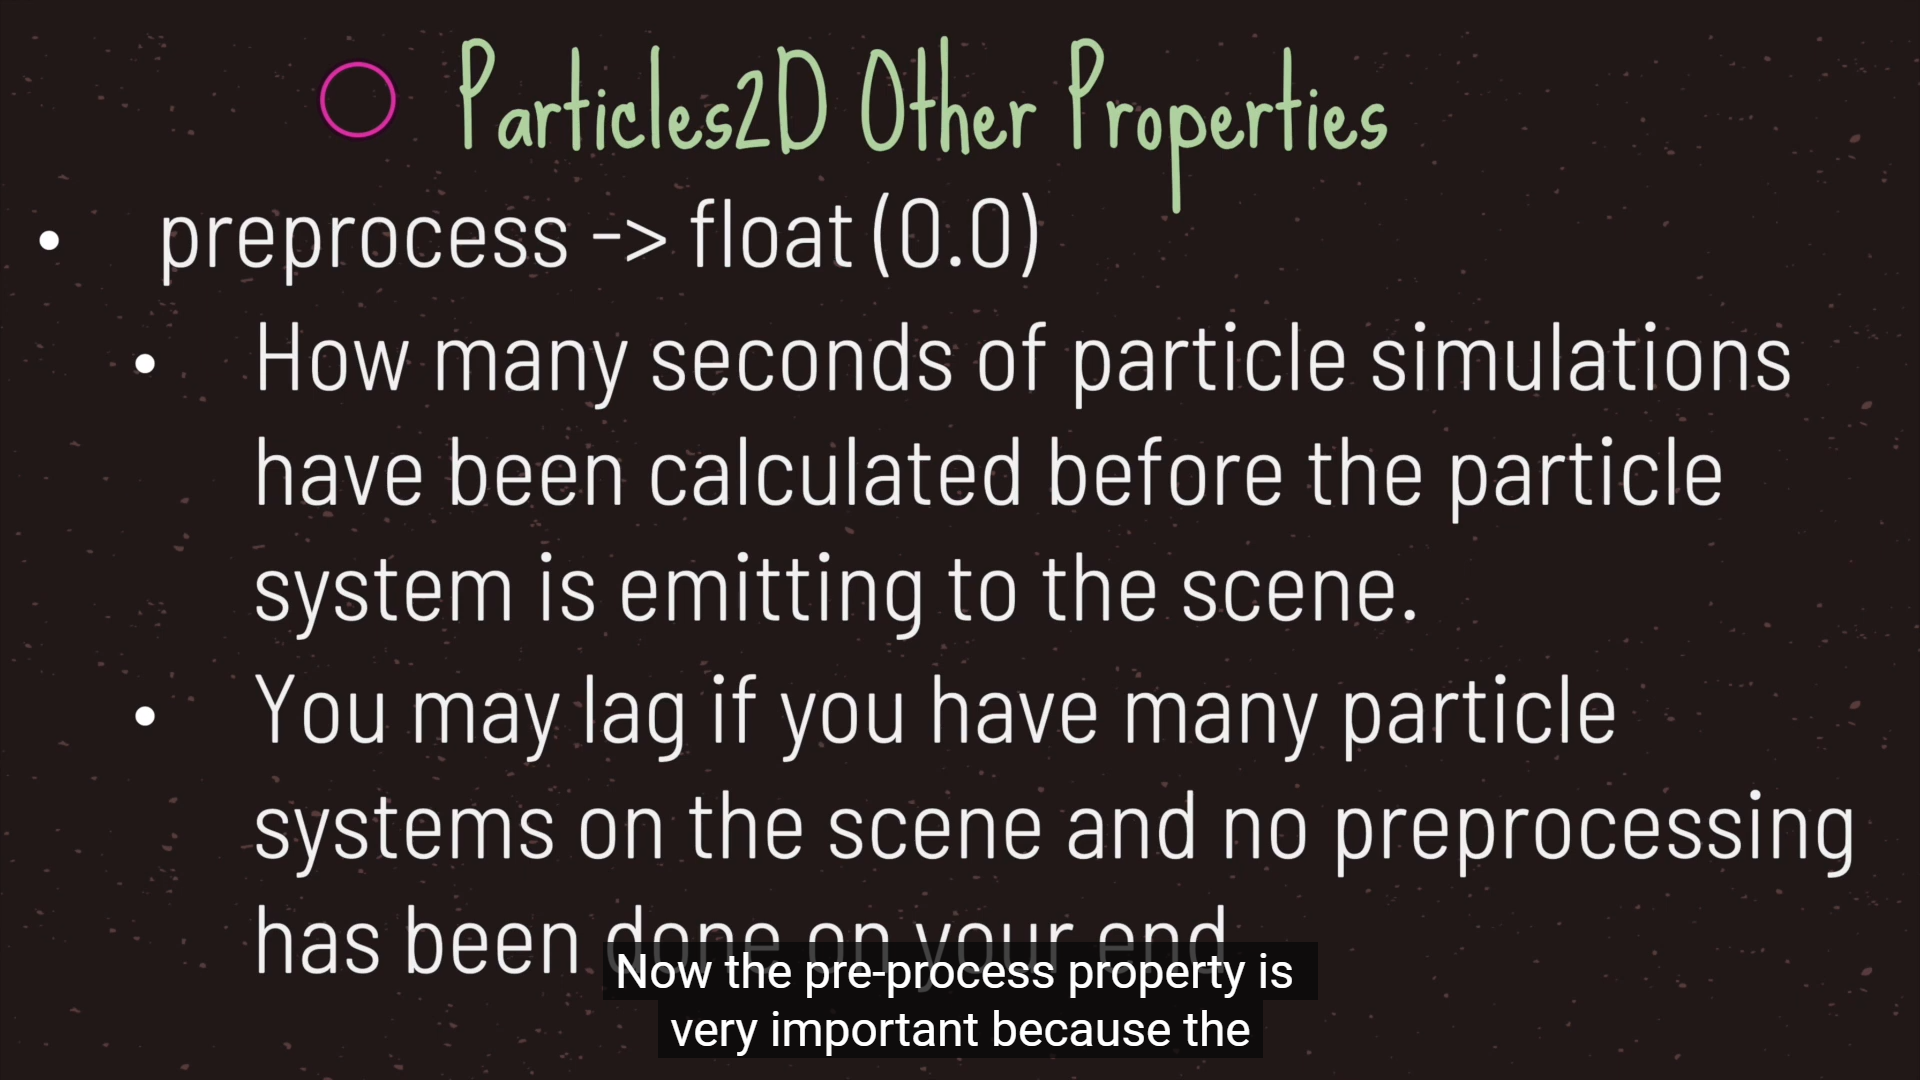 Particles2D Other Properties
• preprocess -> float (0.0)
• How many seconds of particle simulations
have been calculated before the particle
system is emitting to the scene.
• You may lag if you have many particle
systems on the scene and no preprocessing
has been done on your end
Now the pre-process property is
very important because the